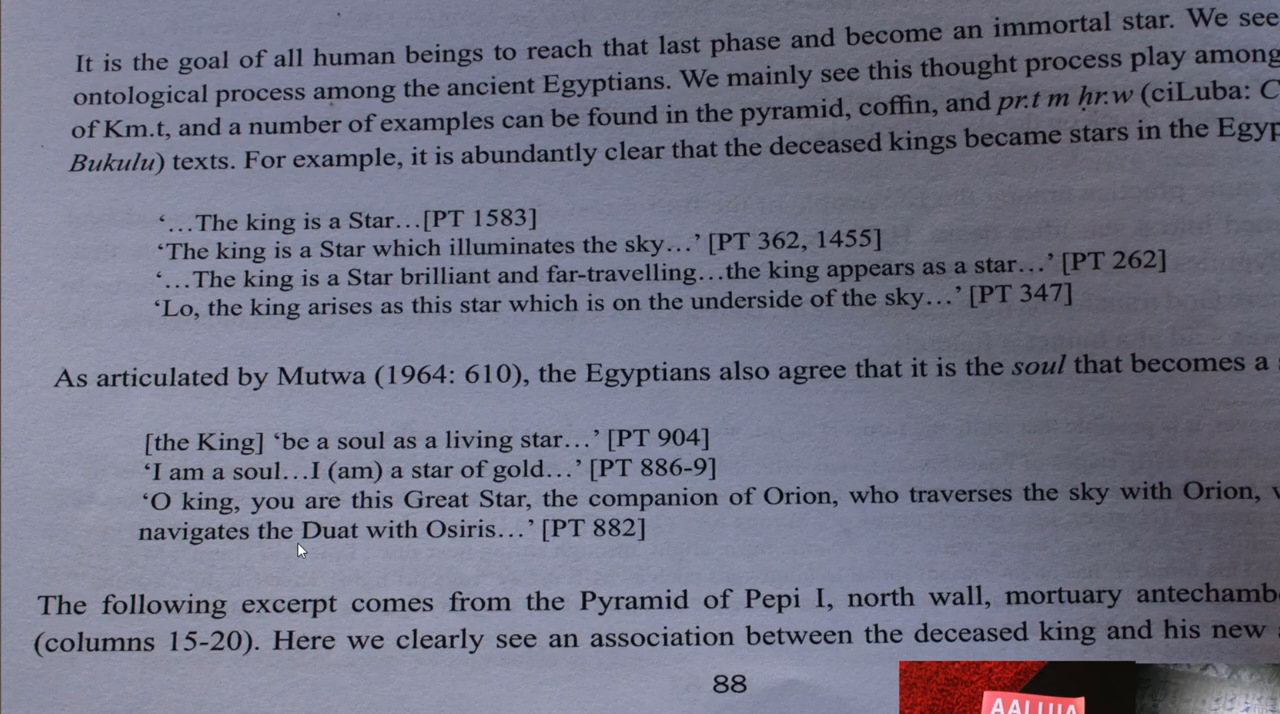 It is the goal of all human beings to reach that last phase and become an immortal star. We see
ontological process among the ancient Egyptians. We mainly see this thought process play among
of Km.t, and a number of examples can be found in the pyramid, coffin, and pr.t m ḥr.w (ciLuba: C
Bukulu) texts. For example, it is abundantly clear that the deceased kings became stars in the
‘…The king is a Star…[PT 1583]
‘The king is a Star which illuminates the sky…’ [PT 362, 1455]
‘…The king is a Star brilliant and far-travelling…the king appears as a star…’ [PT 262]
‘Lo, the king arises as this star which is on the underside of the sky…’ [PT 347]
As articulated by Mutwa (1964: 610), the Egyptians also agree that it is the soul that becomes a
[the King] ‘be a soul as a living star…’ [PT 904]
‘I am a soul…I (am) a star of gold…’ [PT 886-9]
‘O king, you are this Great Star, the companion of Orion, who traverses the sky with Orion,
navigates the Duat with Osiris…’ [PT 882]
The following excerpt comes from the Pyramid of Pepi I, north wall, mortuary
(columns 15-20). Here we clearly see an association between the deceased king and his new
88